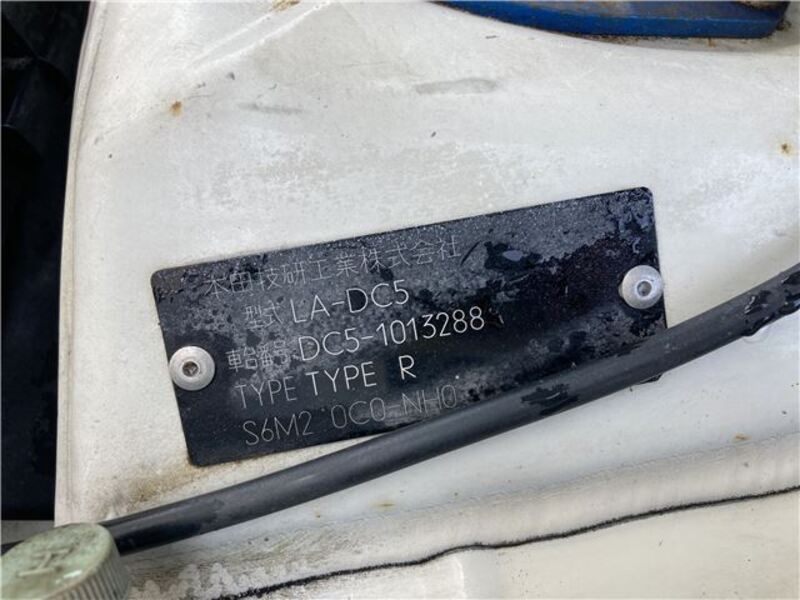 本田技研工業株式会社
型式 LA-DC5
車台番号 DC5-1013288
TYPE TYPE R
S6M2 0C0-NH0